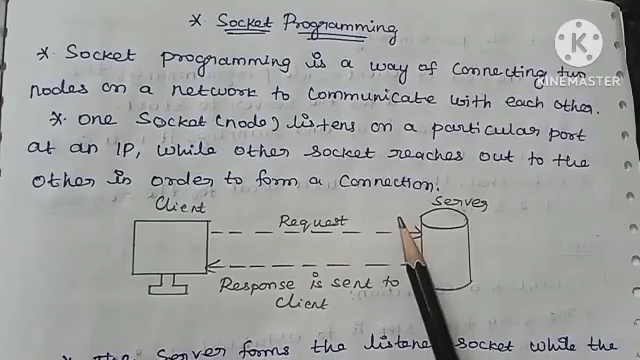 * Socket Programming
* Socket programming is a way of connecting two
nodes on a network to communicate with each other.
* One Socket (node) listens on a particular port
at an IP, while other socket reaches out to the
other in order to form a connection.
Client
Server
Request
Response is sent to
Client
* The server forms the listener socket while the
K
KINEMASTER